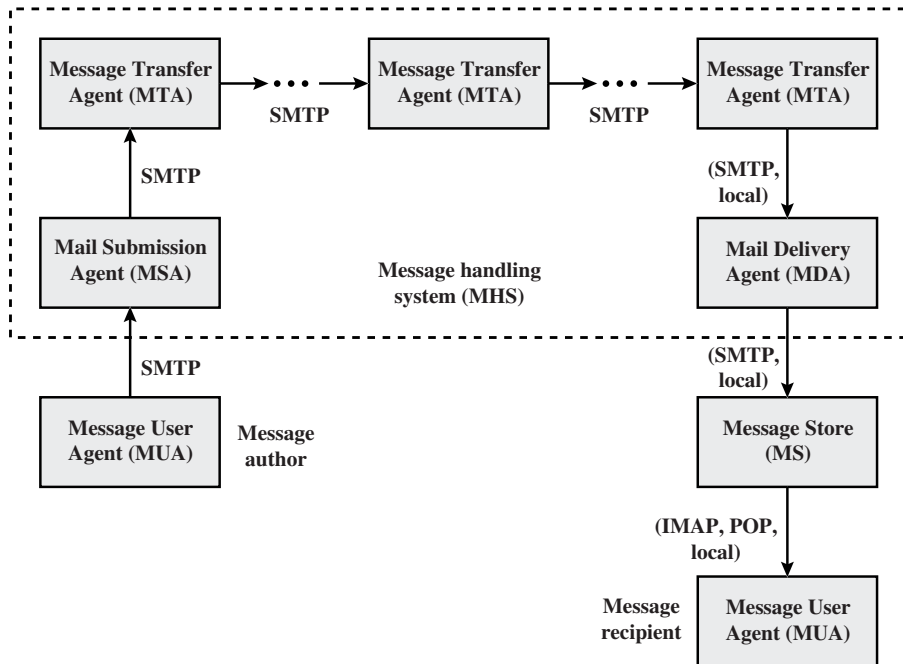 Message Transfer
Agent (MTA)
SMTP
Message Transfer
Agent (MTA)
SMTP
Message Transfer
Agent (MTA)
SMTP
(SMTP,
local)
Mail Submission
Agent (MSA)
Message handling
system (MHS)
Mail Delivery
Agent (MDA)
SMTP
(SMTP,
local)
Message User
Agent (MUA)
Message
author
Message Store
(MS)
(IMAP, POP,
local)
Message
recipient
Message User
Agent (MUA)